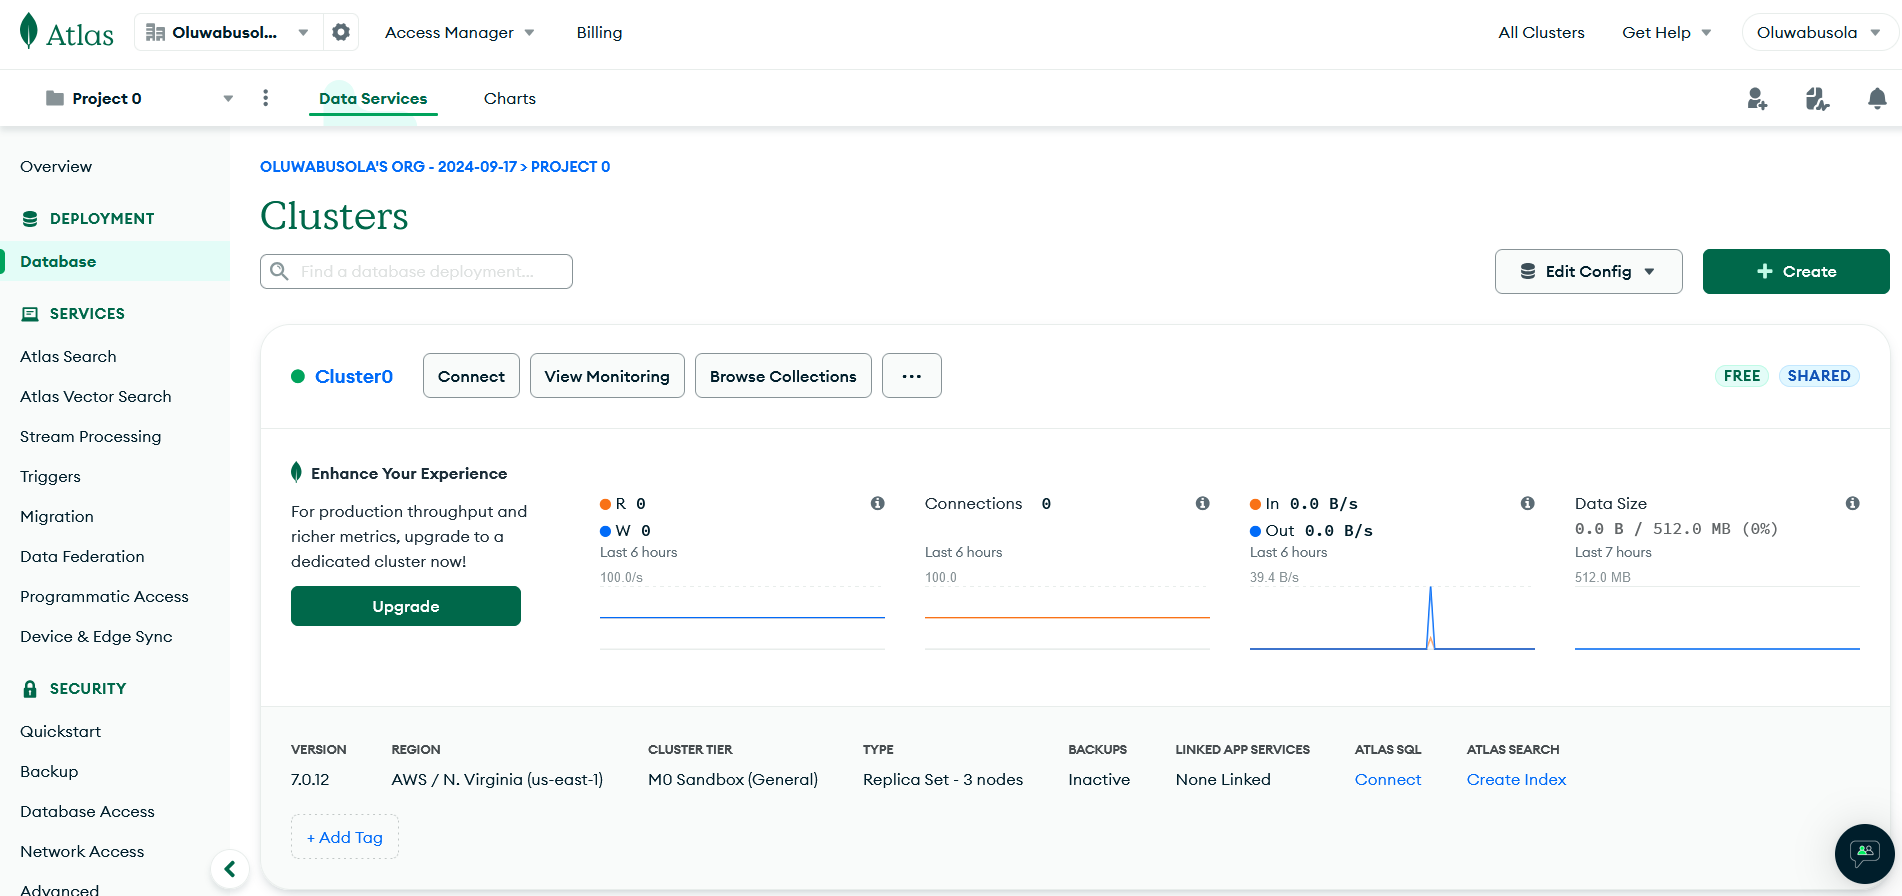 Atlas
Oluwabusol...
Access Manager
Billing
All Clusters
Get Help
Oluwabusola
Project 0
Data Services
Charts
Overview
DEPLOYMENT
Database
SERVICES
Atlas Search
Atlas Vector Search
Stream Processing
Triggers
Migration
Data Federation
Programmatic Access
Device & Edge Sync
SECURITY
Quickstart
Backup
Database Access
Network Access
Advanced
OLUWABUSOLA'S ORG - 2024-09-17 > PROJECT 0
Clusters
Find a database deployment...
Edit Config
+ Create
Cluster0
Connect
View Monitoring
Browse Collections
...
FREE
SHARED
Enhance Your Experience
For production throughput and
richer metrics, upgrade to a
dedicated cluster now!
Upgrade
R 0
W 0
Last 6 hours
100.0/s
Connections 0
Last 6 hours
100.0
In 0.0 B/s
Out 0.0 B/s
Last 6 hours
39.4 B/s
Data Size
0.0 B / 512.0 MB (0%)
Last 7 hours
512.0 MB
VERSION
7.0.12
REGION
AWS / N. Virginia (us-east-1)
CLUSTER TIER
M0 Sandbox (General)
TYPE
Replica Set - 3 nodes
BACKUPS
Inactive
LINKED APP SERVICES
None Linked
ATLAS SQL
Connect
ATLAS SEARCH
Create Index
+ Add Tag